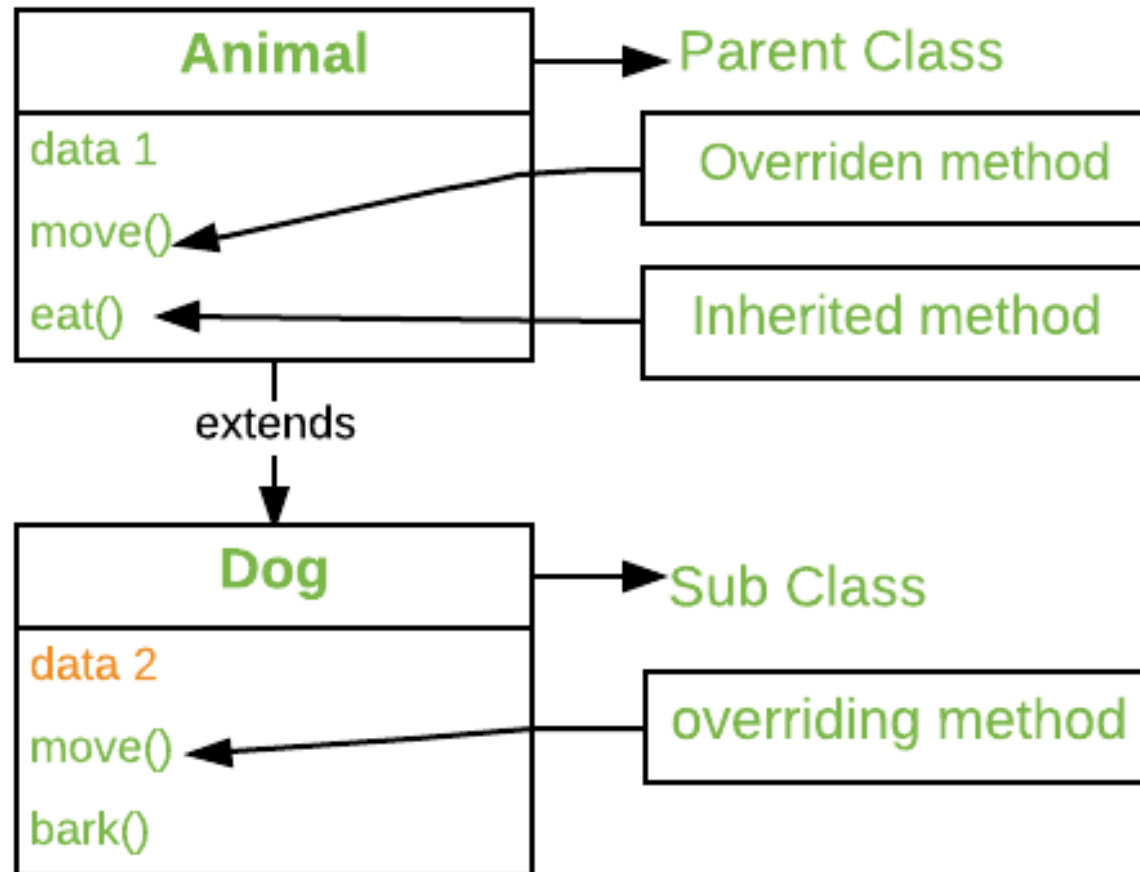 Animal
Parent Class
data 1
Overriden method
move()
eat()
Inherited method
extends
Dog
Sub Class
data 2
move()
overriding method
bark()